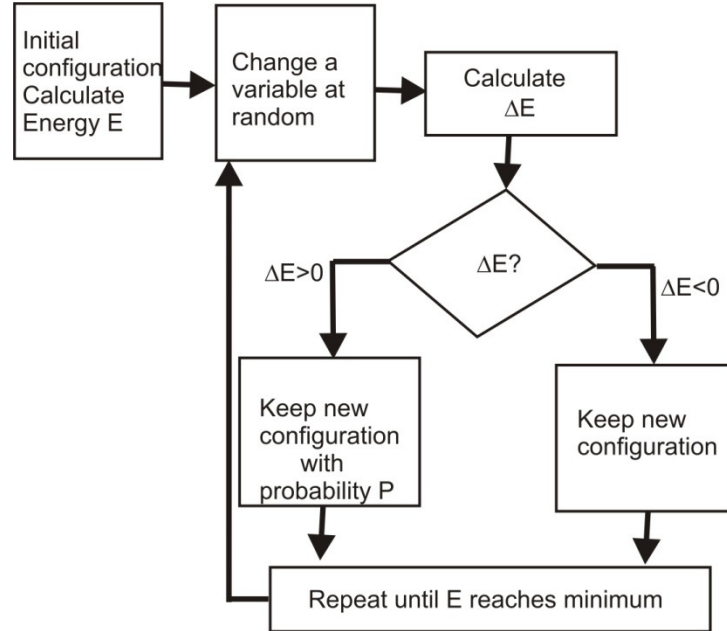 Initial
configuration
Calculate
Energy E
Change a
variable at
random
Calculate
ΔE
ΔE?
ΔE>0
ΔE<0
Keep new
configuration
with
probability P
Keep new
configuration
Repeat until E reaches minimum